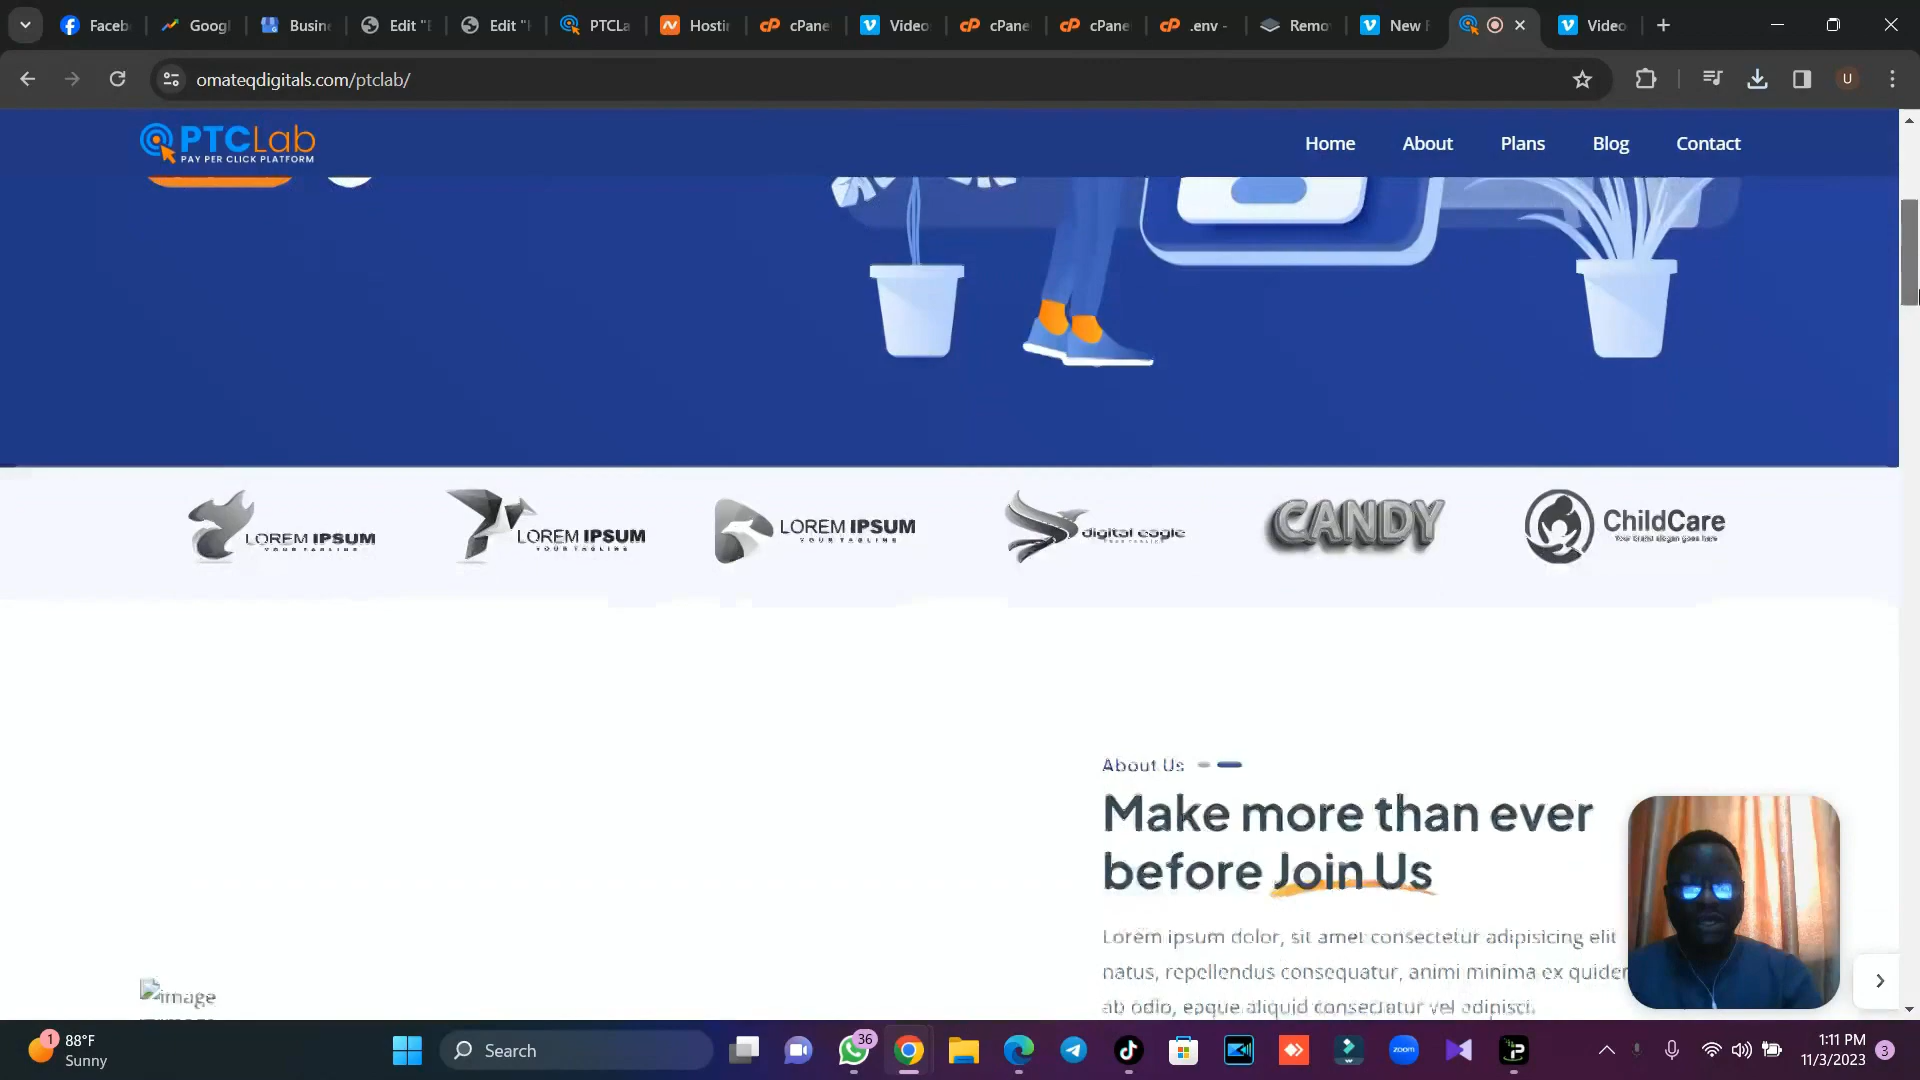 Faceb
Googl
Busin
Edit "
Edit "
PTCLa
Hostin
cPane
Video
cPane
cPane
.env -
Remo
New
Video
omateqdigitals.com/ptclab/
U
PTCLab
PAY PER CLICK PLATFORM
Home
About
Plans
Blog
Contact
LOREM IPSUM
YOUR TAGLINE
LOREM IPSUM
YOUR TAGLINE
LOREM IPSUM
YOUR TAGLINE
digital eagle
CANDY
ChildCare
Your brand slogan goes here
About Us
Make more than ever
before Join Us
Lorem ipsum dolor, sit amet consectetur adipisicing elit
natus, repellendus consequatur, animi minima ex quider
ab odio, eaque aliquid consectatur vel adipisci.
image
1
88°F
Sunny
Search
36
zoom
1:11 PM
11/3/2023
3